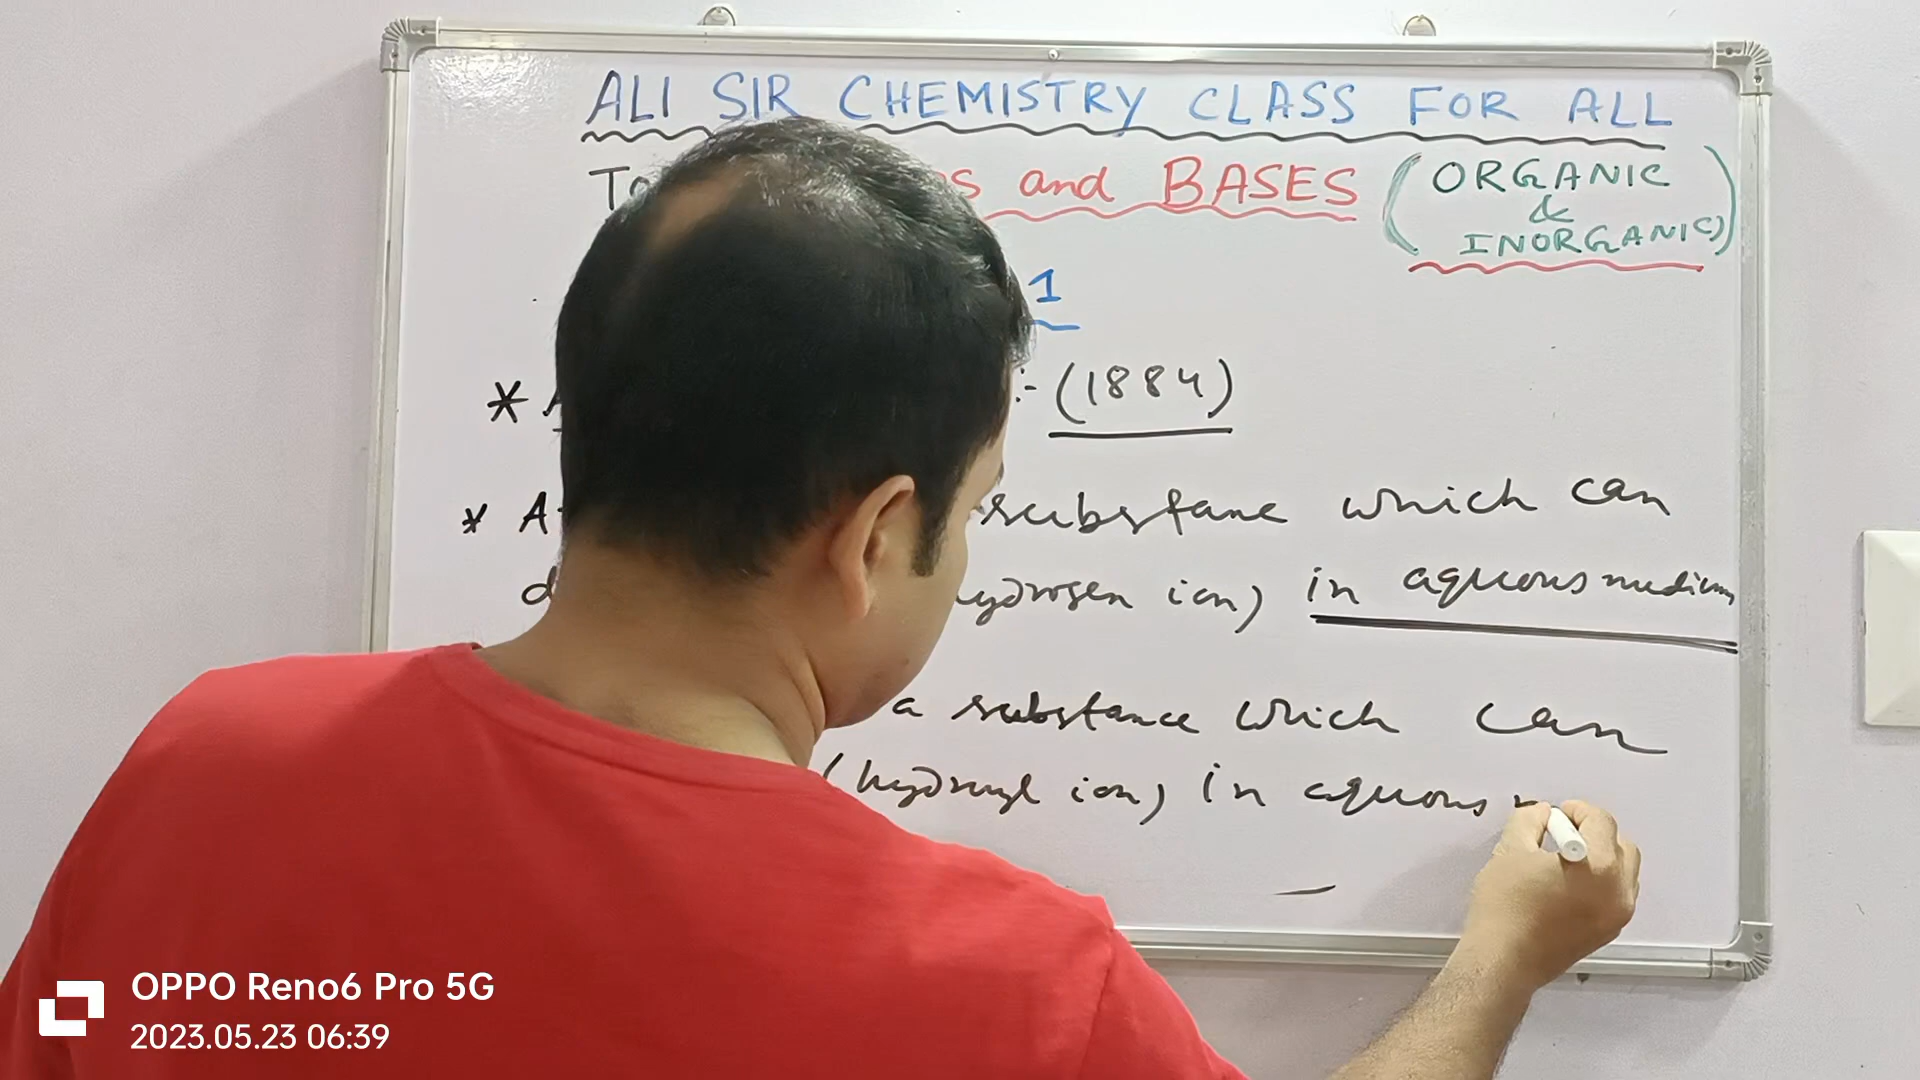 ALI SIR CHEMISTRY CLASS FOR ALL
To and BASES (ORGANIC
&
INORGANIC)
1
* :- (1884)
* A substance which can
hydrogen ion) in aqueous medium
a substance which can
(hydroxyl ion) in aqueous
OPPO Reno6 Pro 5G
2023.05.23 06:39